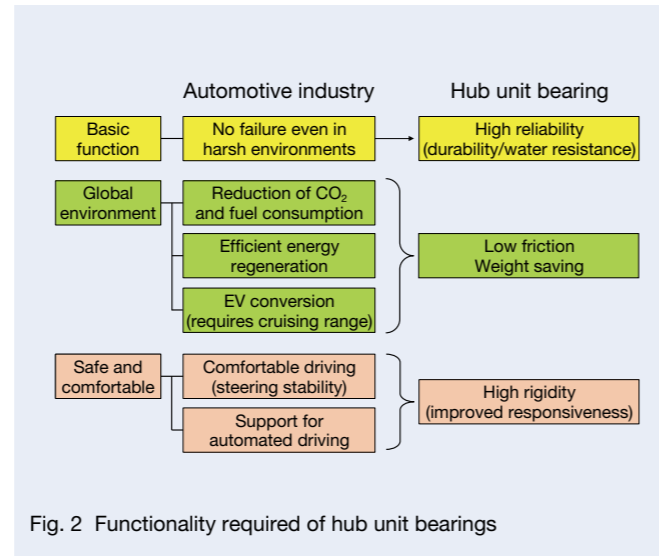 Automotive industry
Hub unit bearing
Basic
function
No failure even in
harsh environments
High reliability
(durability/water resistance)
Global
environment
Reduction of CO₂
and fuel consumption
Efficient energy
regeneration
EV conversion
(requires cruising range)
Low friction
Weight saving
Safe and
comfortable
Comfortable driving
(steering stability)
Support for
automated driving
High rigidity
(improved responsiveness)
Fig. 2 Functionality required of hub unit bearings